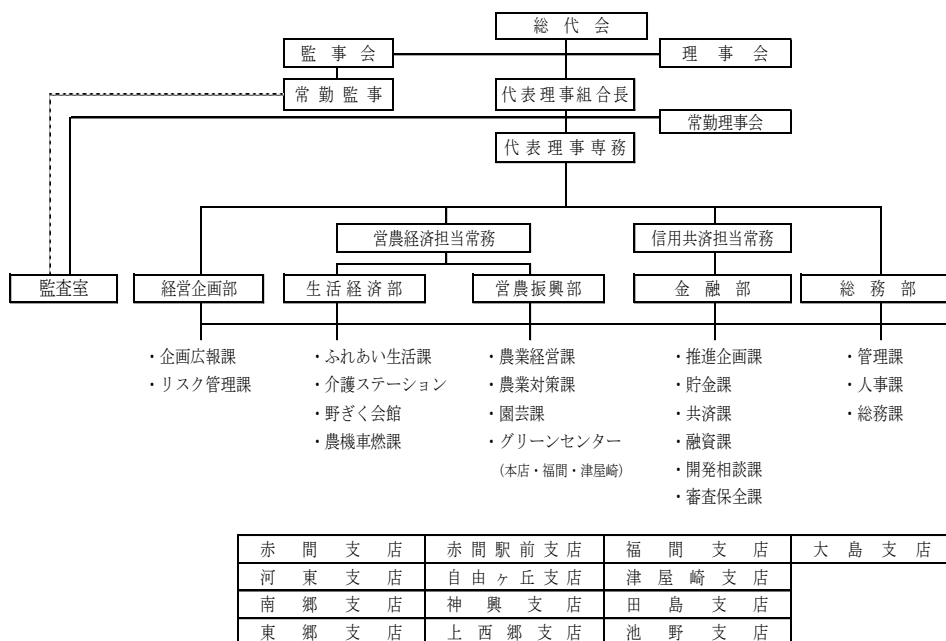 総代会
監事会
理事会
常勤監事
代表理事組合長
常勤理事会
代表理事専務
営農経済担当常務
信用共済担当常務
監査室
経営企画部
生活経済部
営農振興部
金融部
総務部
・企画広報課
・リスク管理課
・ふれあい生活課
・介護ステーション
・野ぎく会館
・農機車燃課
・農業経営課
・農業対策課
・園芸課
・グリーンセンター
(本店・福間・津屋崎)
・推進企画課
・貯金課
・共済課
・融資課
・開発相談課
・審査保全課
・管理課
・人事課
・総務課
赤間支店 赤間駅前支店 福間支店 大島支店
河東支店 自由ヶ丘支店 津屋崎支店
南郷支店 神興支店 田島支店
東郷支店 上西郷支店 池野支店